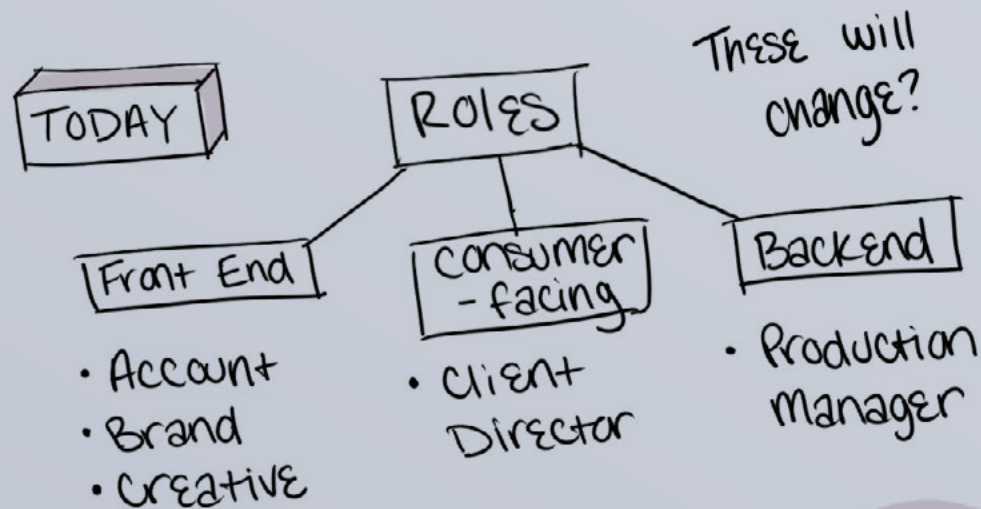 TODAY
ROLES
These will
change?
Front End
consumer
- facing
Backend
• Account
• Brand
• Creative
• Client
Director
• Production
Manager